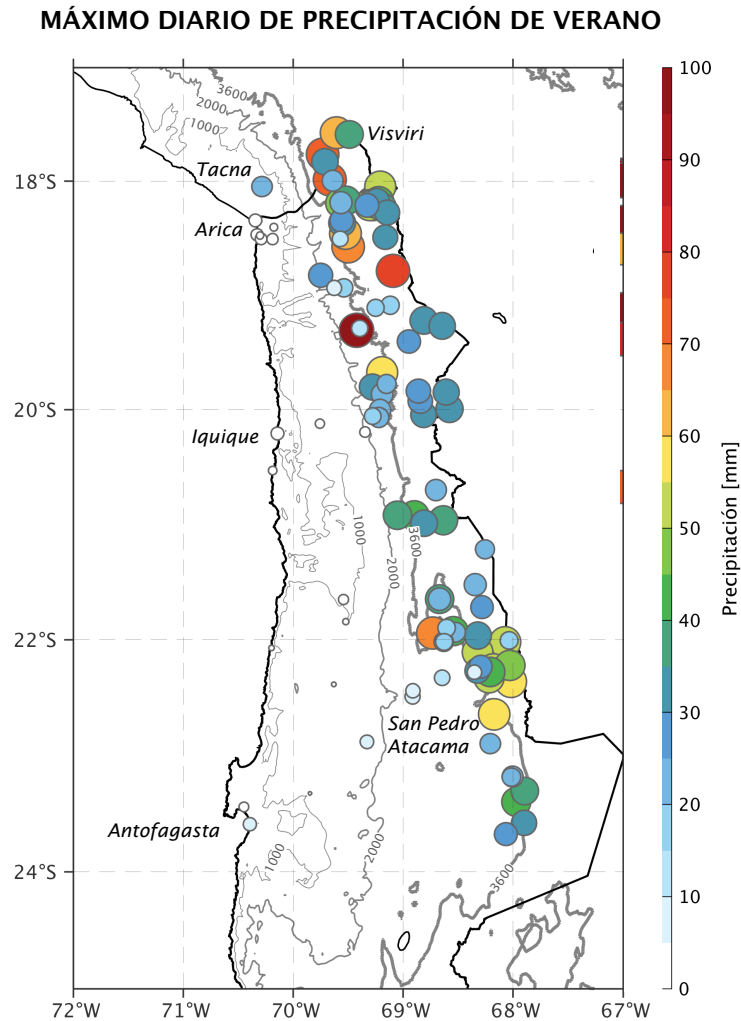 MÁXIMO DIARIO DE PRECIPITACIÓN DE VERANO
3600
2000
1000
Visviri
Tacna
Arica
Iquique
1000
3600
2000
San Pedro
Atacama
Antofagasta
1000
2000
3600
18°S
20°S
22°S
24°S
72°W
71°W
70°W
69°W
68°W
67°W
100
90
80
70
60
50
40
30
20
10
0
Precipitación [mm]